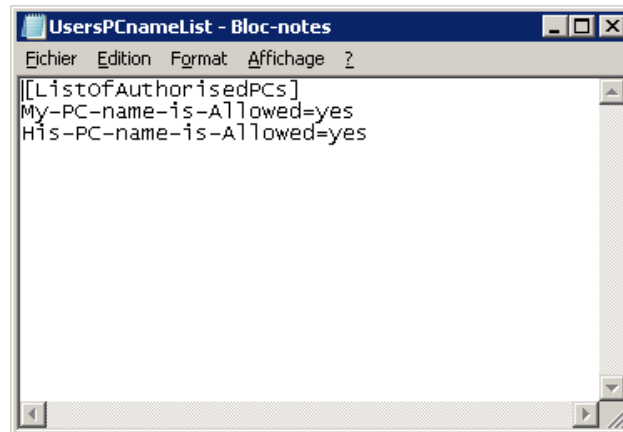 UsersPCnameList - Bloc-notes
Fichier Edition Format Affichage ?
[ListOfAuthorisedPCs]
My-PC-name-is-Allowed=yes
His-PC-name-is-Allowed=yes